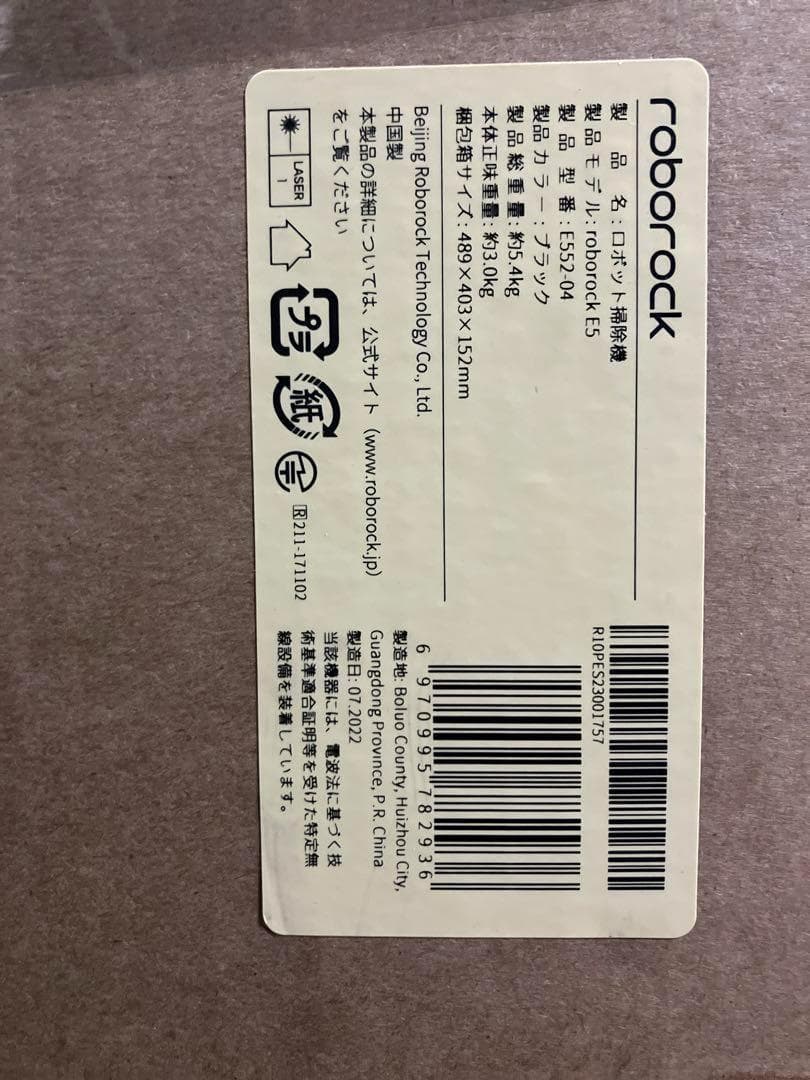 roborock
製品名:ロボット掃除機
製品モデル:roborock E5
製品型番:E552-04
製品カラー:ブラック
製品総重量:約5.4kg
本体正味重量:約3.0kg
梱包箱サイズ:489×403×152mm
Beijing Roborock Technology Co., Ltd.
中国製
本製品の詳細については、公式サイト(www.roborock.jp)
をご覧ください
LASER
1
プラ
紙
R 211-171102
R10PES23001757
6 970995 782936
製造地: Boluo County, Huizhou City,
Guangdong Province, P.R. China
製造日: 07.2022
当該機器には、電波法に基づく技
術基準適合証明等を受けた特定無
線設備を装着しています。